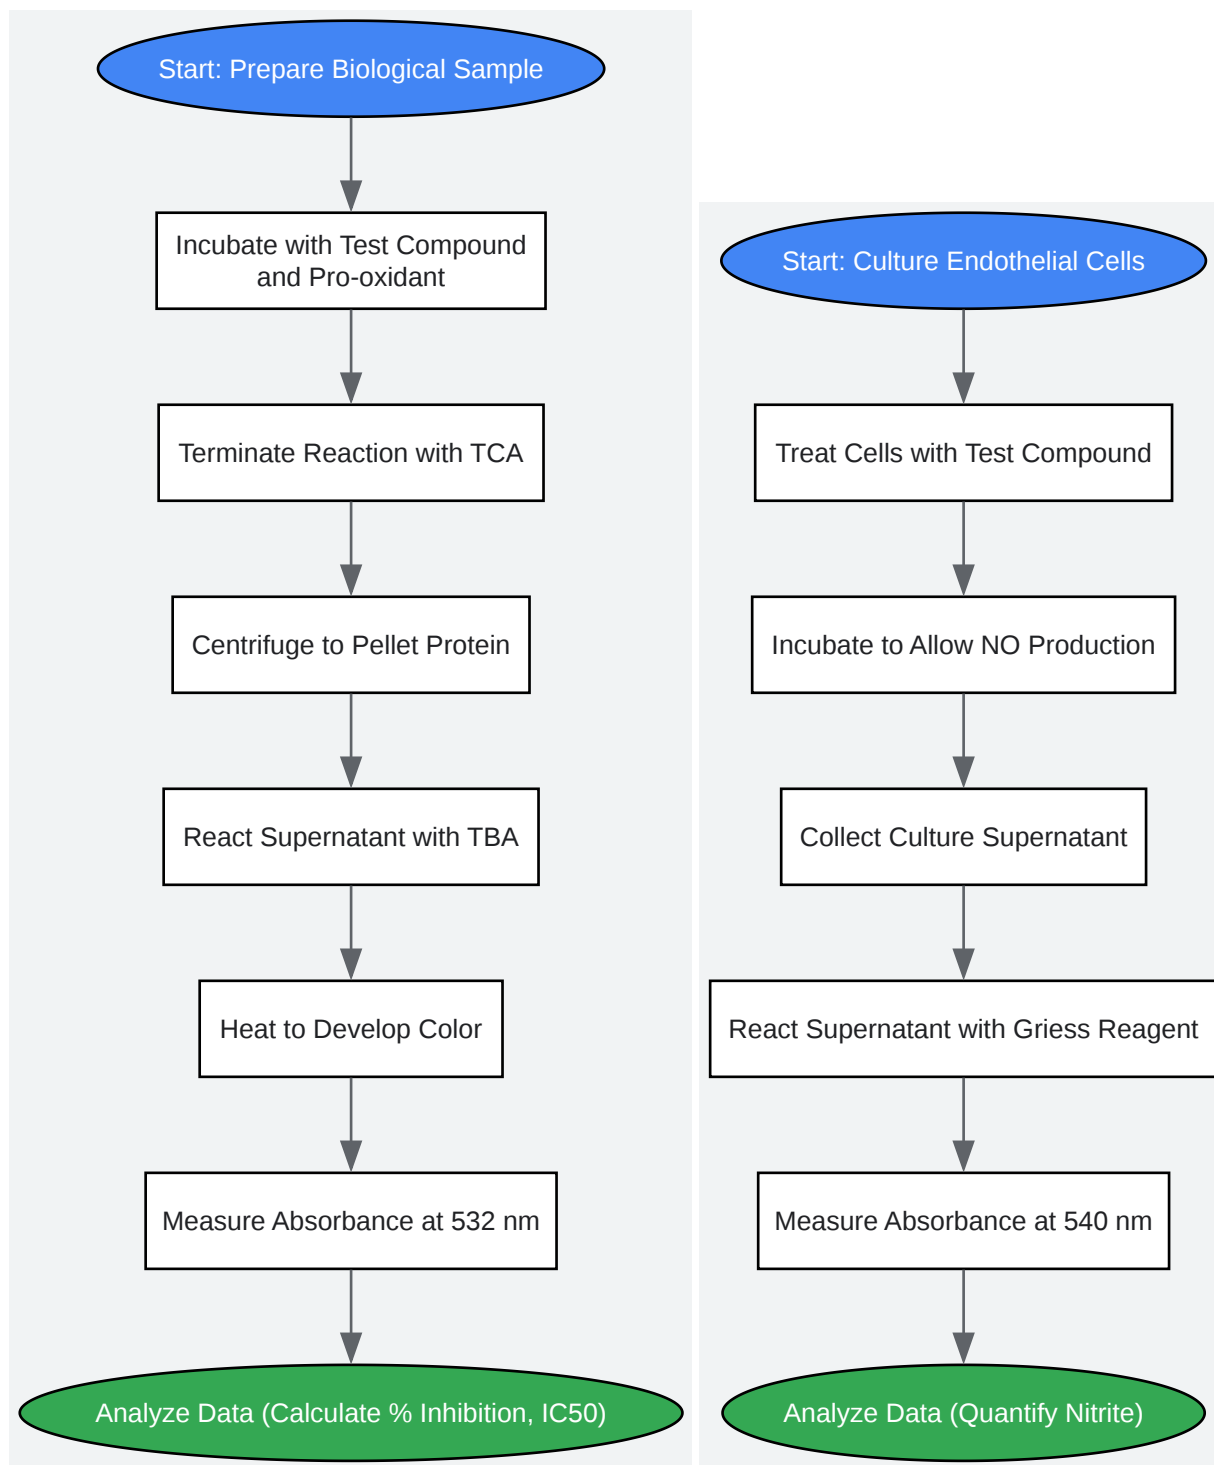 Start: Prepare Biological Sample
Incubate with Test Compound
and Pro-oxidant
Terminate Reaction with TCA
Centrifuge to Pellet Protein
React Supernatant with TBA
Heat to Develop Color
Measure Absorbance at 532 nm
Analyze Data (Calculate % Inhibition, IC50)
Start: Culture Endothelial Cells
Treat Cells with Test Compound
Incubate to Allow NO Production
Collect Culture Supernatant
React Supernatant with Griess Reagent
Measure Absorbance at 540 nm
Analyze Data (Quantify Nitrite)